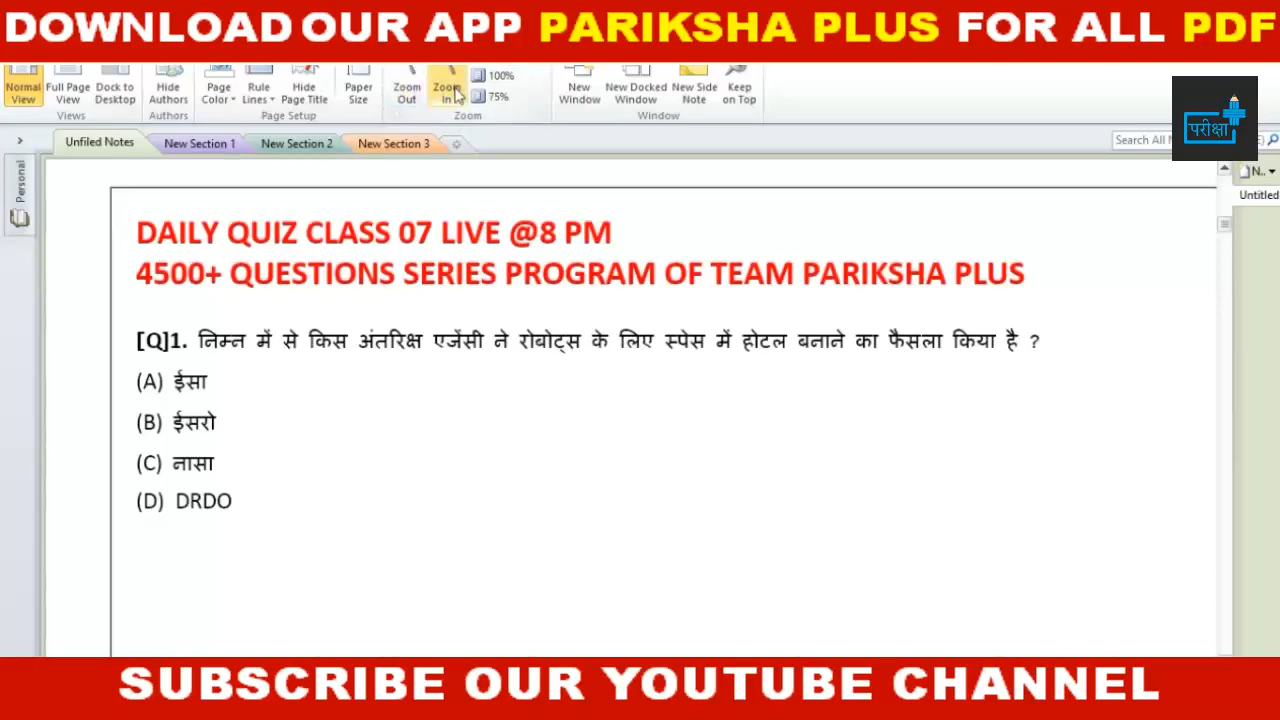 DOWNLOAD OUR APP PARIKSHA PLUS FOR ALL PDF
Normal View Full Page View Dock to Desktop Hide Authors Page Color Rule Lines Hide Page Title Paper Size Zoom Out Zoom In 100% 75% New Window New Docked Window New Side Note Keep on Top
Views Authors Page Setup Zoom Window
परीक्षा
Unfiled Notes New Section 1 New Section 2 New Section 3 Search All
N..
Personal
Untitled
DAILY QUIZ CLASS 07 LIVE @8 PM
4500+ QUESTIONS SERIES PROGRAM OF TEAM PARIKSHA PLUS
[Q]1. निम्न में से किस अंतरिक्ष एजेंसी ने रोबोट्स के लिए स्पेस में होटल बनाने का फैसला किया है ?
(A) ईसा
(B) ईसरो
(C) नासा
(D) DRDO
SUBSCRIBE OUR YOUTUBE CHANNEL